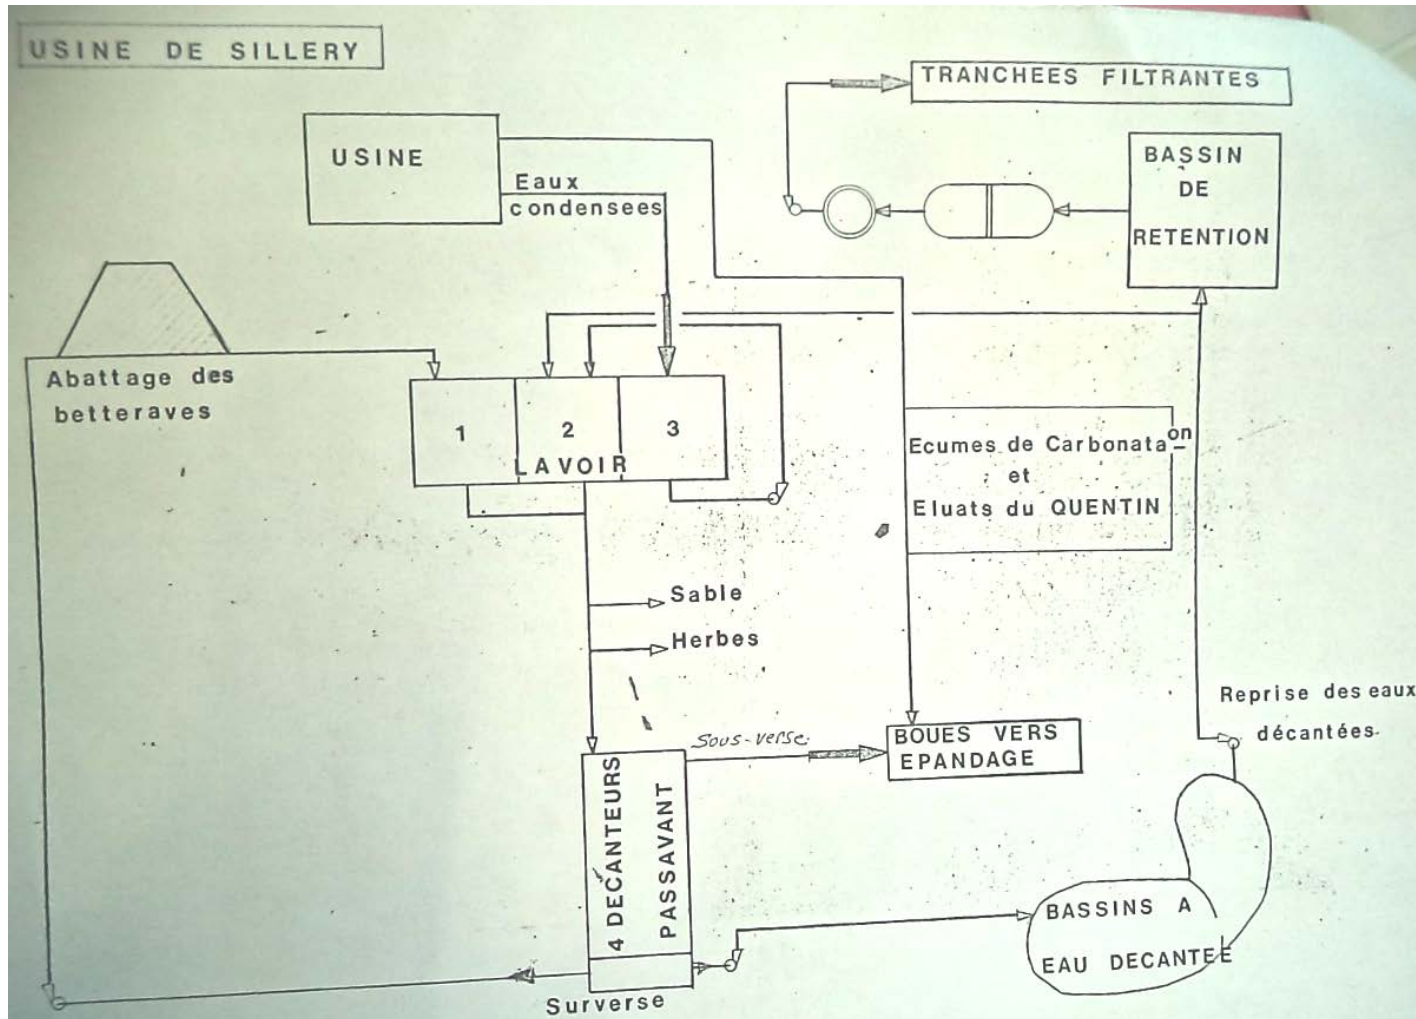 USINE DE SILLERY
TRANCHEES FILTRANTES
USINE
BASSIN
DE
RETENTION
Eaux
condensees
Abattage des
betteraves
1
2
3
LAVOIR
Ecumes de Carbonataon
et
Eluats du QUENTIN
Sable
Herbes
Reprise des eaux
décantées
Sous-verse
BOUES VERS
EPANDAGE
4 DECANTEURS
PASSAVANT
BASSINS A
EAU DECANTEE
Surverse